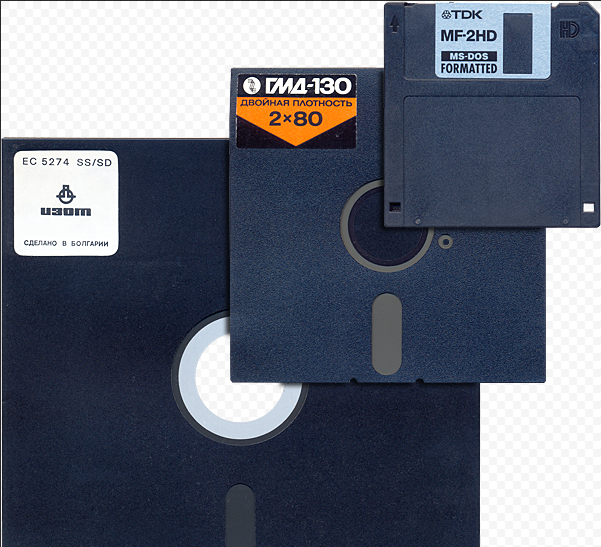 TDK
HD
MF-2HD
MS-DOS
FORMATTED
ГМД-130
ДВОЙНАЯ ПЛОТНОСТЬ
2×80
ЕС 5274 SS/SD
изот
СДЕЛАНО В БОЛГАРИИ